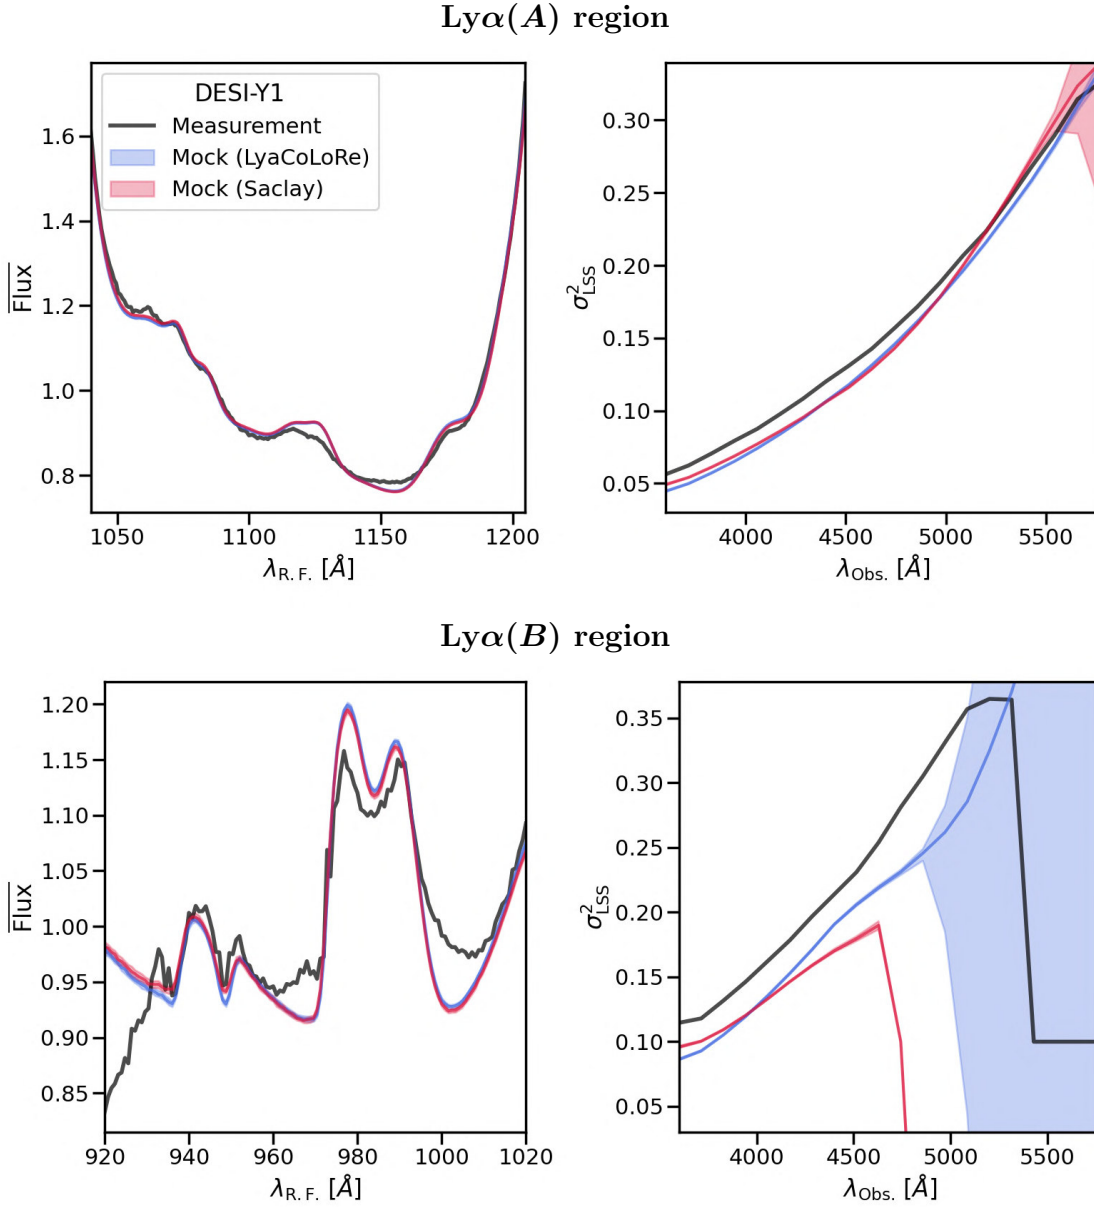 Lyα(A) region
DESI-Y1
Measurement
Mock (LyaCoLoRe)
Mock (Saclay)
1.6
1.4
1.2
1.0
0.8
Flux
1050 1100 1150 1200
λR.F. [Å]
0.30
0.25
0.20
0.15
0.10
0.05
σ²LSS
4000 4500 5000 5500
λObs. [Å]
Lyα(B) region
1.20
1.15
1.10
1.05
1.00
0.95
0.90
0.85
Flux
920 940 960 980 1000 1020
λR.F. [Å]
0.35
0.30
0.25
0.20
0.15
0.10
0.05
σ²LSS
4000 4500 5000 5500
λObs. [Å]